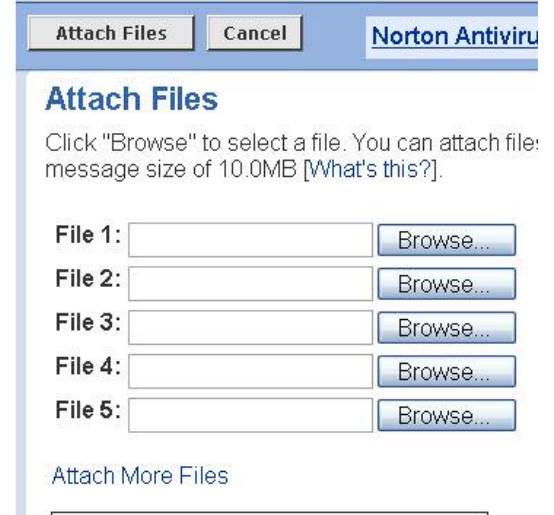 Attach Files Cancel Norton Antiviru
Attach Files
Click "Browse" to select a file. You can attach files
message size of 10.0MB [What's this?].
File 1: Browse...
File 2: Browse...
File 3: Browse...
File 4: Browse...
File 5: Browse...
Attach More Files